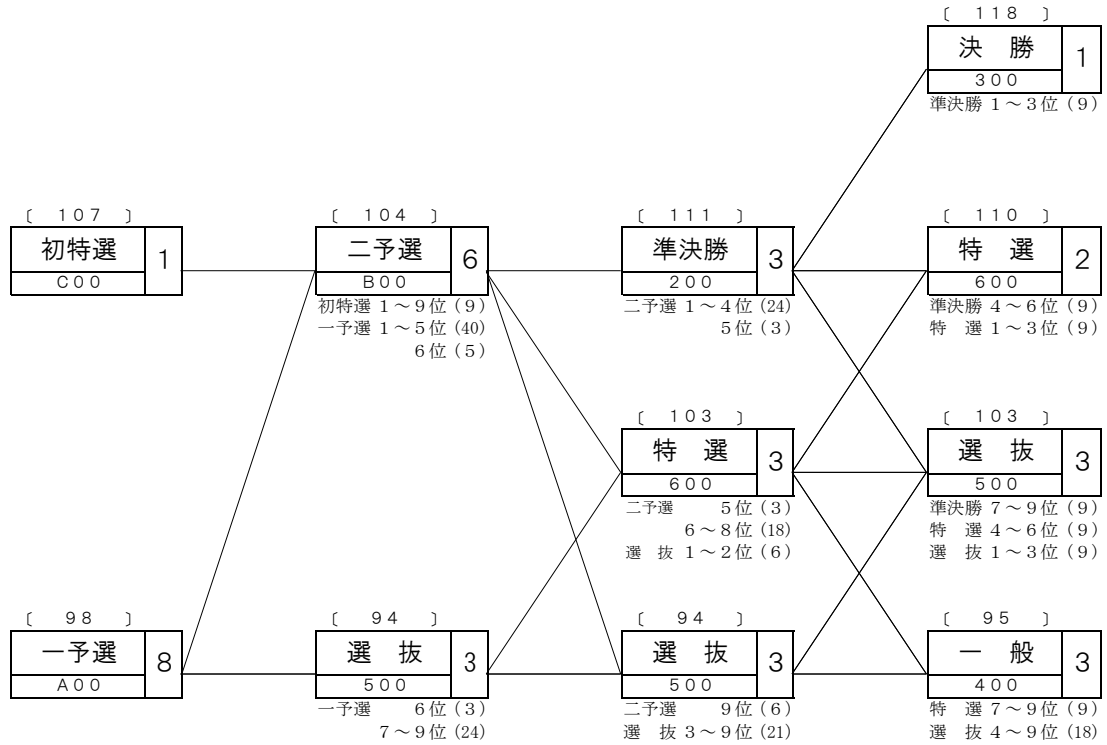 〔 １１８ 〕
決 勝 1
３００
準決勝 １～３位（９）
〔 １０７ 〕
初特選 1
Ｃ００
〔 １０４ 〕
二予選 6
Ｂ００
初特選 １～９位（９）
一予選 １～５位（40）
６位（５）
〔 １１１ 〕
準決勝 3
２００
二予選 １～４位（24）
５位（３）
〔 １１０ 〕
特 選 2
６００
準決勝 ４～６位（９）
特 選 １～３位（９）
〔 １０３ 〕
特 選 3
６００
二予選 ５位（３）
６～８位（18）
選 抜 １～２位（６）
〔 １０３ 〕
選 抜 3
５００
準決勝 ７～９位（９）
特 選 ４～６位（９）
選 抜 １～３位（９）
〔 ９８ 〕
一予選 8
Ａ００
〔 ９４ 〕
選 抜 3
５００
一予選 ６位（３）
７～９位（24）
〔 ９４ 〕
選 抜 3
５００
二予選 ９位（６）
選 抜 ３～９位（21）
〔 ９５ 〕
一 般 3
４００
特 選 ７～９位（９）
選 抜 ４～９位（18）